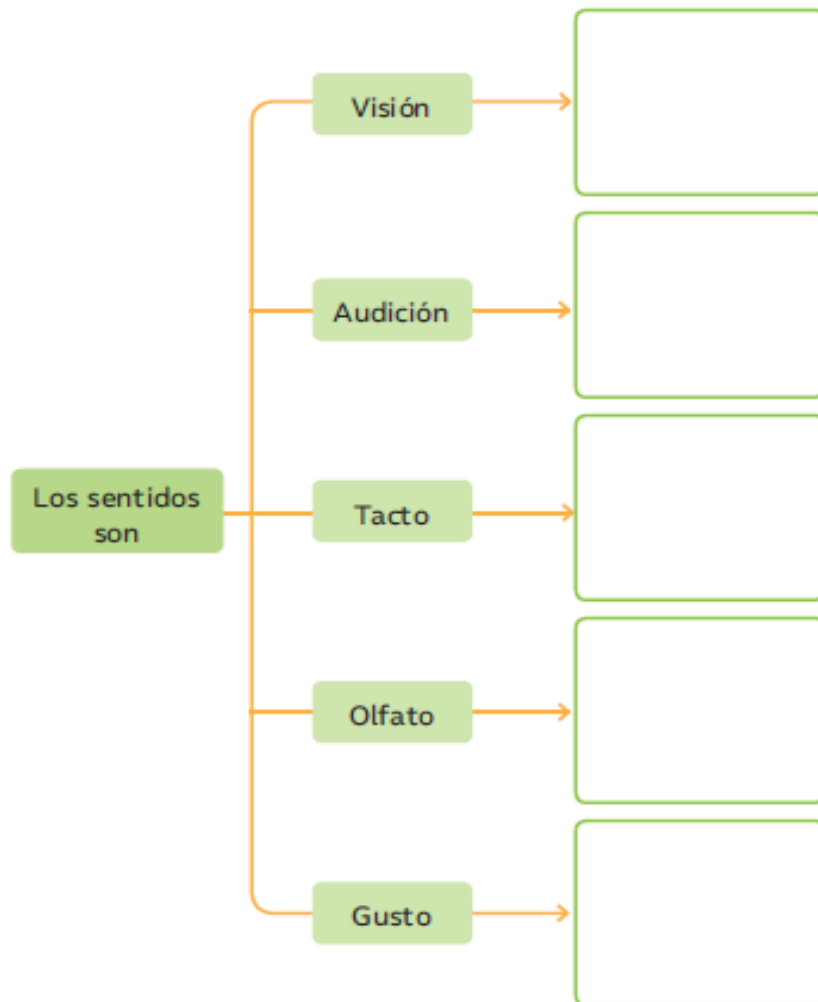 Visión
Audición
Los sentidos
son
Tacto
Olfato
Gusto